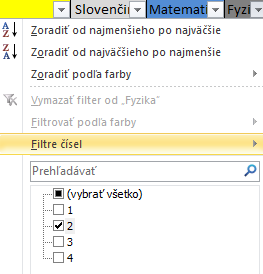 Slovenčin Matemati Fyzi
Zoradiť od najmenšieho po najväčšie
Zoradiť od najväčšieho po najmenšie
Zoradiť podľa farby
Vymazať filter od „Fyzika"
Filtrovať podľa farby
Filtre čísel
Prehľadávať
(vybrať všetko)
1
2
3
4